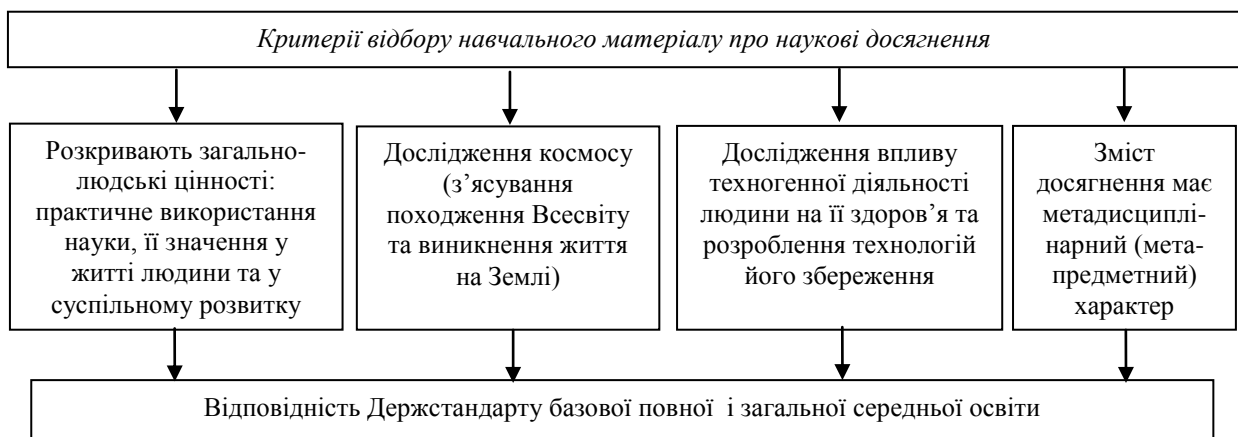 Критерії відбору навчального матеріалу про наукові досягнення
Розкривають загально-
людські цінності:
практичне використання
науки, її значення у
житті людини та у
суспільному розвитку
Дослідження космосу
(з’ясування
походження Всесвіту
та виникнення життя
на Землі)
Дослідження впливу
техногенної діяльності
людини на її здоров’я та
розроблення технологій
його збереження
Зміст
досягнення має
метадисциплі-
нарний (мета-
предметний)
характер
Відповідність Держстандарту базової повної і загальної середньої освіти